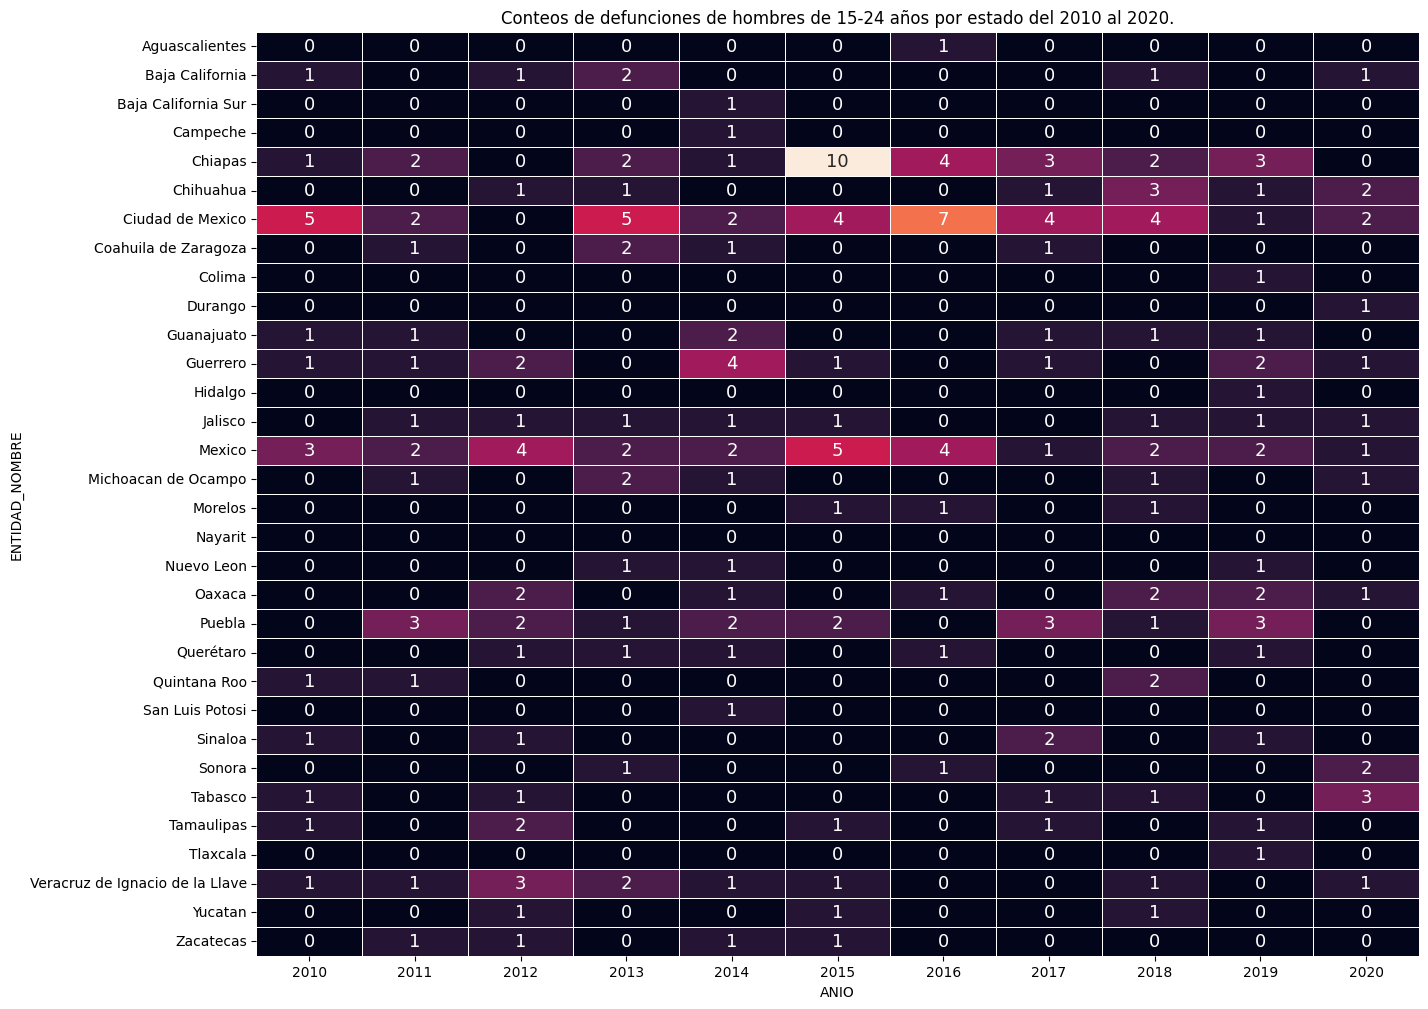 Conteos de defunciones de hombres de 15-24 años por estado del 2010 al 2020.
ENTIDAD_NOMBRE
Aguascalientes 0 0 0 0 0 0 1 0 0 0 0
Baja California 1 0 1 2 0 0 0 0 1 0 1
Baja California Sur 0 0 0 0 1 0 0 0 0 0 0
Campeche 0 0 0 0 1 0 0 0 0 0 0
Chiapas 1 2 0 2 1 10 4 3 2 3 0
Chihuahua 0 0 1 1 0 0 0 1 3 1 2
Ciudad de Mexico 5 2 0 5 2 4 7 4 4 1 2
Coahuila de Zaragoza 0 1 0 2 1 0 0 1 0 0 0
Colima 0 0 0 0 0 0 0 0 0 1 0
Durango 0 0 0 0 0 0 0 0 0 0 1
Guanajuato 1 1 0 0 2 0 0 1 1 1 0
Guerrero 1 1 2 0 4 1 0 1 0 2 1
Hidalgo 0 0 0 0 0 0 0 0 0 1 0
Jalisco 0 1 1 1 1 1 0 0 1 1 1
Mexico 3 2 4 2 2 5 4 1 2 2 1
Michoacan de Ocampo 0 1 0 2 1 0 0 0 1 0 1
Morelos 0 0 0 0 0 1 1 0 1 0 0
Nayarit 0 0 0 0 0 0 0 0 0 0 0
Nuevo Leon 0 0 0 1 1 0 0 0 0 1 0
Oaxaca 0 0 2 0 1 0 1 0 2 2 1
Puebla 0 3 2 1 2 2 0 3 1 3 0
Querétaro 0 0 1 1 1 0 1 0 0 1 0
Quintana Roo 1 1 0 0 0 0 0 0 2 0 0
San Luis Potosi 0 0 0 0 1 0 0 0 0 0 0
Sinaloa 1 0 1 0 0 0 0 2 0 1 0
Sonora 0 0 0 1 0 0 1 0 0 0 2
Tabasco 1 0 1 0 0 0 0 1 1 0 3
Tamaulipas 1 0 2 0 0 1 0 1 0 1 0
Tlaxcala 0 0 0 0 0 0 0 0 0 1 0
Veracruz de Ignacio de la Llave 1 1 3 2 1 1 0 0 1 0 1
Yucatan 0 0 1 0 0 1 0 0 1 0 0
Zacatecas 0 1 1 0 1 1 0 0 0 0 0
2010 2011 2012 2013 2014 2015 2016 2017 2018 2019 2020
ANIO